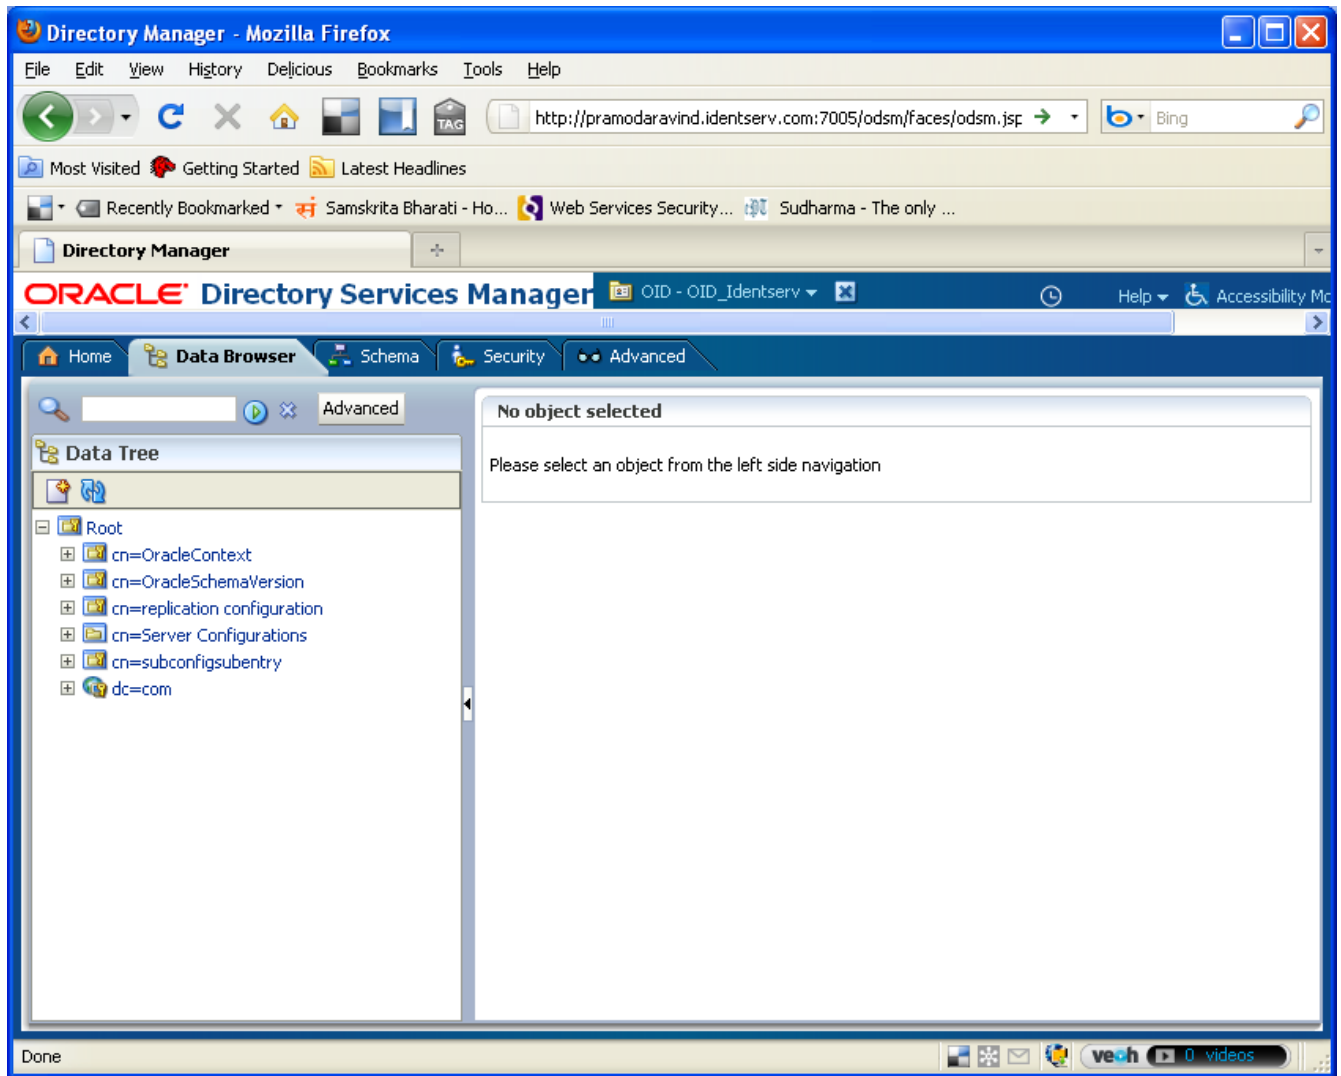 Directory Manager - Mozilla Firefox
File Edit View History Delicious Bookmarks Tools Help
TAG http://pramodaravind.identserv.com:7005/odsm/faces/odsm.jsp Bing
Most Visited Getting Started Latest Headlines
Recently Bookmarked सं Samskrita Bharati - Ho... Web Services Security... Sudharma - The only ...
Directory Manager
ORACLE Directory Services Manager OID - OID_Identserv Help Accessibility Mo
Home Data Browser Schema Security Advanced
Advanced
No object selected
Data Tree
Please select an object from the left side navigation
Root
cn=OracleContext
cn=OracleSchemaVersion
cn=replication configuration
cn=Server Configurations
cn=subconfigsubentry
dc=com
Done veoh 0 videos